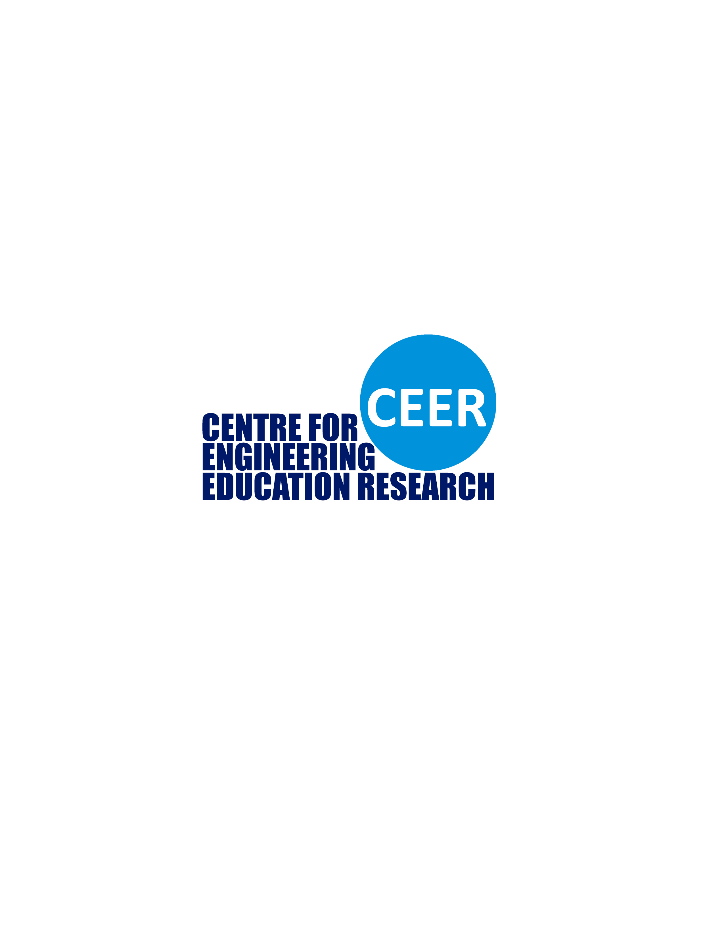 CEER
CENTRE FOR
ENGINEERING
EDUCATION RESEARCH